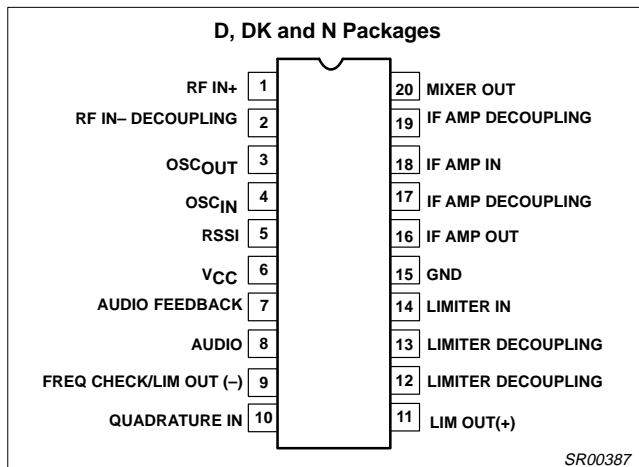 D, DK and N Packages
RF IN+ 1
RF IN– DECOUPLING 2
OSCOUT 3
OSCIN 4
RSSI 5
VCC 6
AUDIO FEEDBACK 7
AUDIO 8
FREQ CHECK/LIM OUT (–) 9
QUADRATURE IN 10
20 MIXER OUT
19 IF AMP DECOUPLING
18 IF AMP IN
17 IF AMP DECOUPLING
16 IF AMP OUT
15 GND
14 LIMITER IN
13 LIMITER DECOUPLING
12 LIMITER DECOUPLING
11 LIM OUT(+)
SR00387